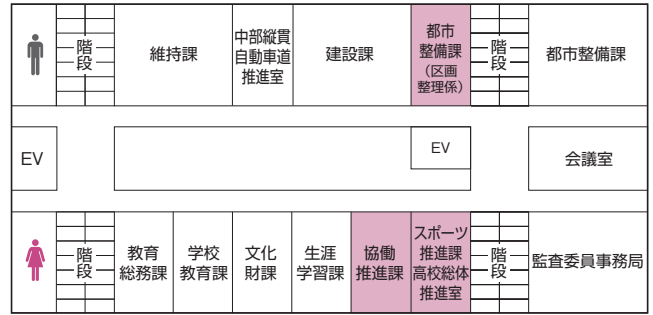 階
段
維持課
中部縦貫
自動車道
推進室
建設課
都市
整備課
（区画
整理係）
階
段
都市整備課
EV
EV
会議室
階
段
教育
総務課
学校
教育課
文化
財課
生涯
学習課
協働
推進課
スポーツ
推進課
高校総体
推進室
階
段
監査委員事務局